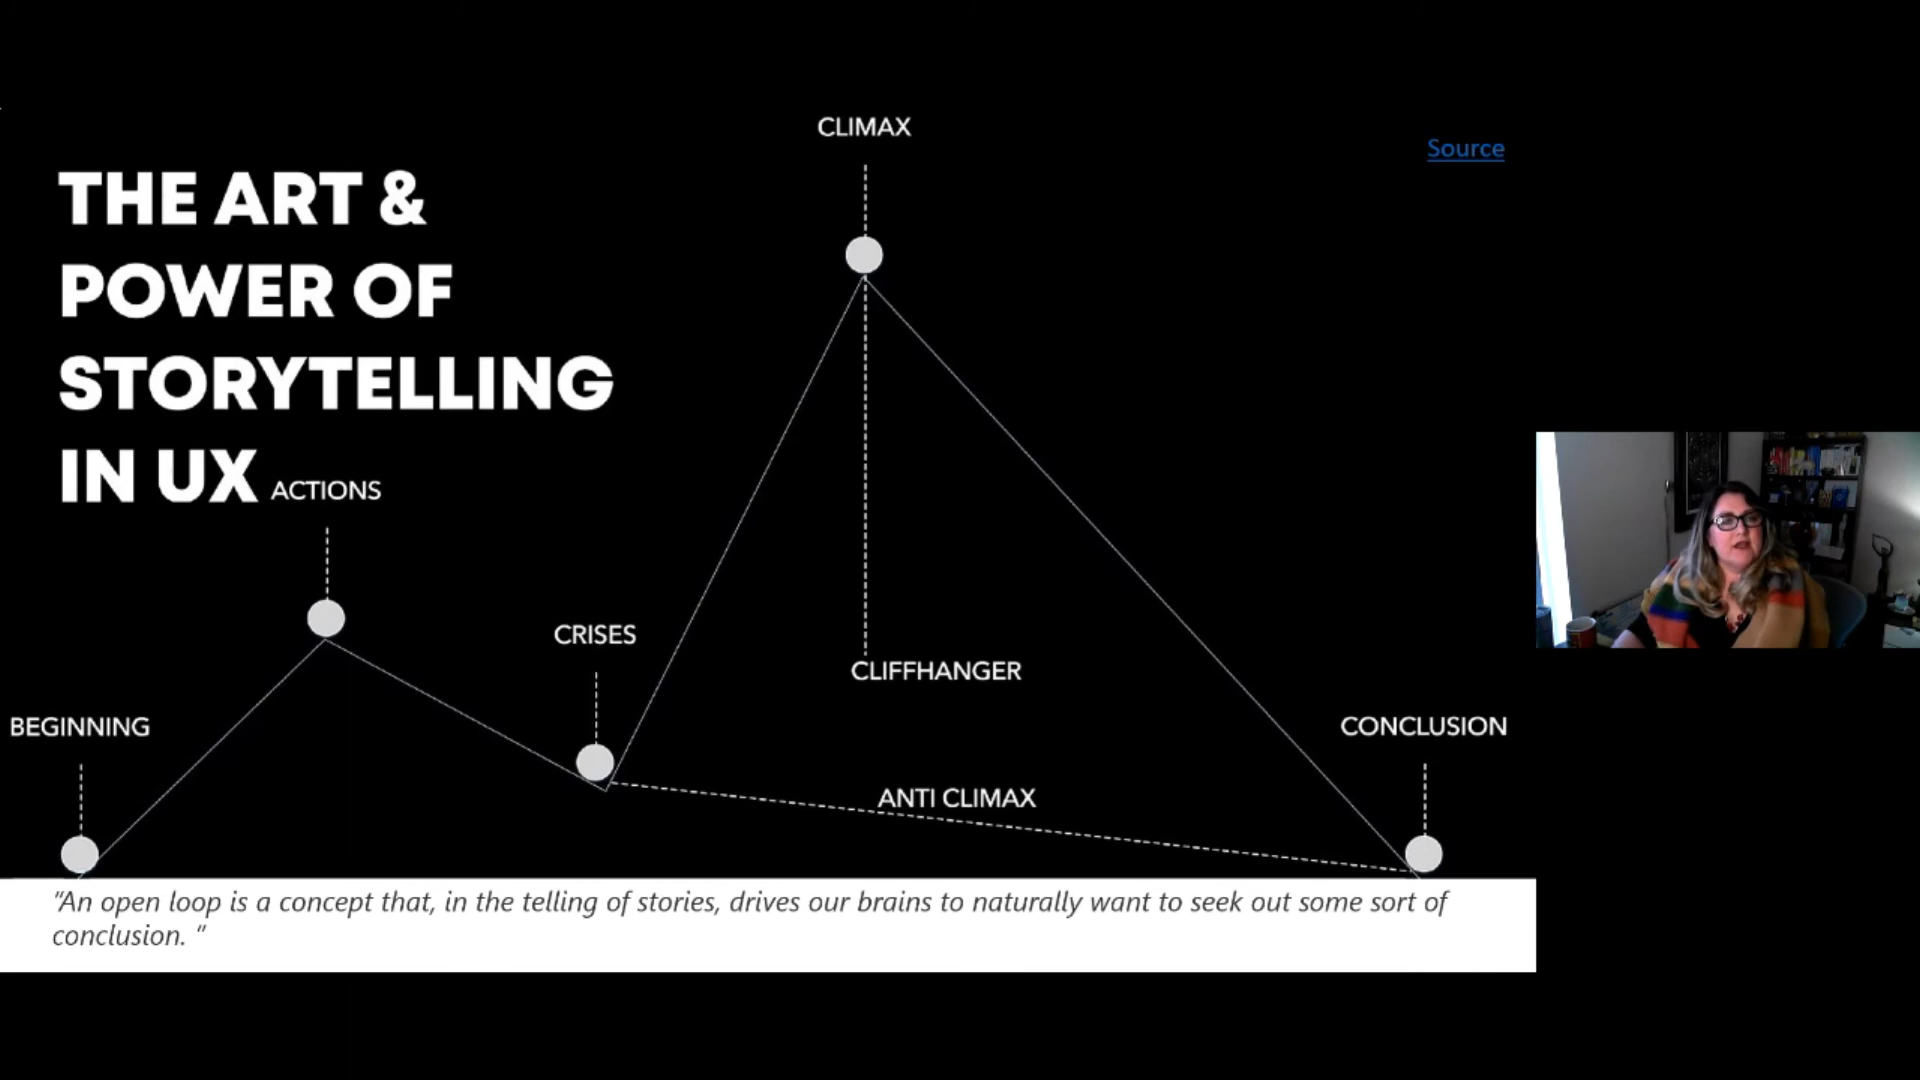 CLIMAX
Source
THE ART &
POWER OF
STORYTELLING
IN UX
ACTIONS
CRISES
CLIFFHANGER
BEGINNING
CONCLUSION
ANTI CLIMAX
"An open loop is a concept that, in the telling of stories, drives our brains to naturally want to seek out some sort of
conclusion. "